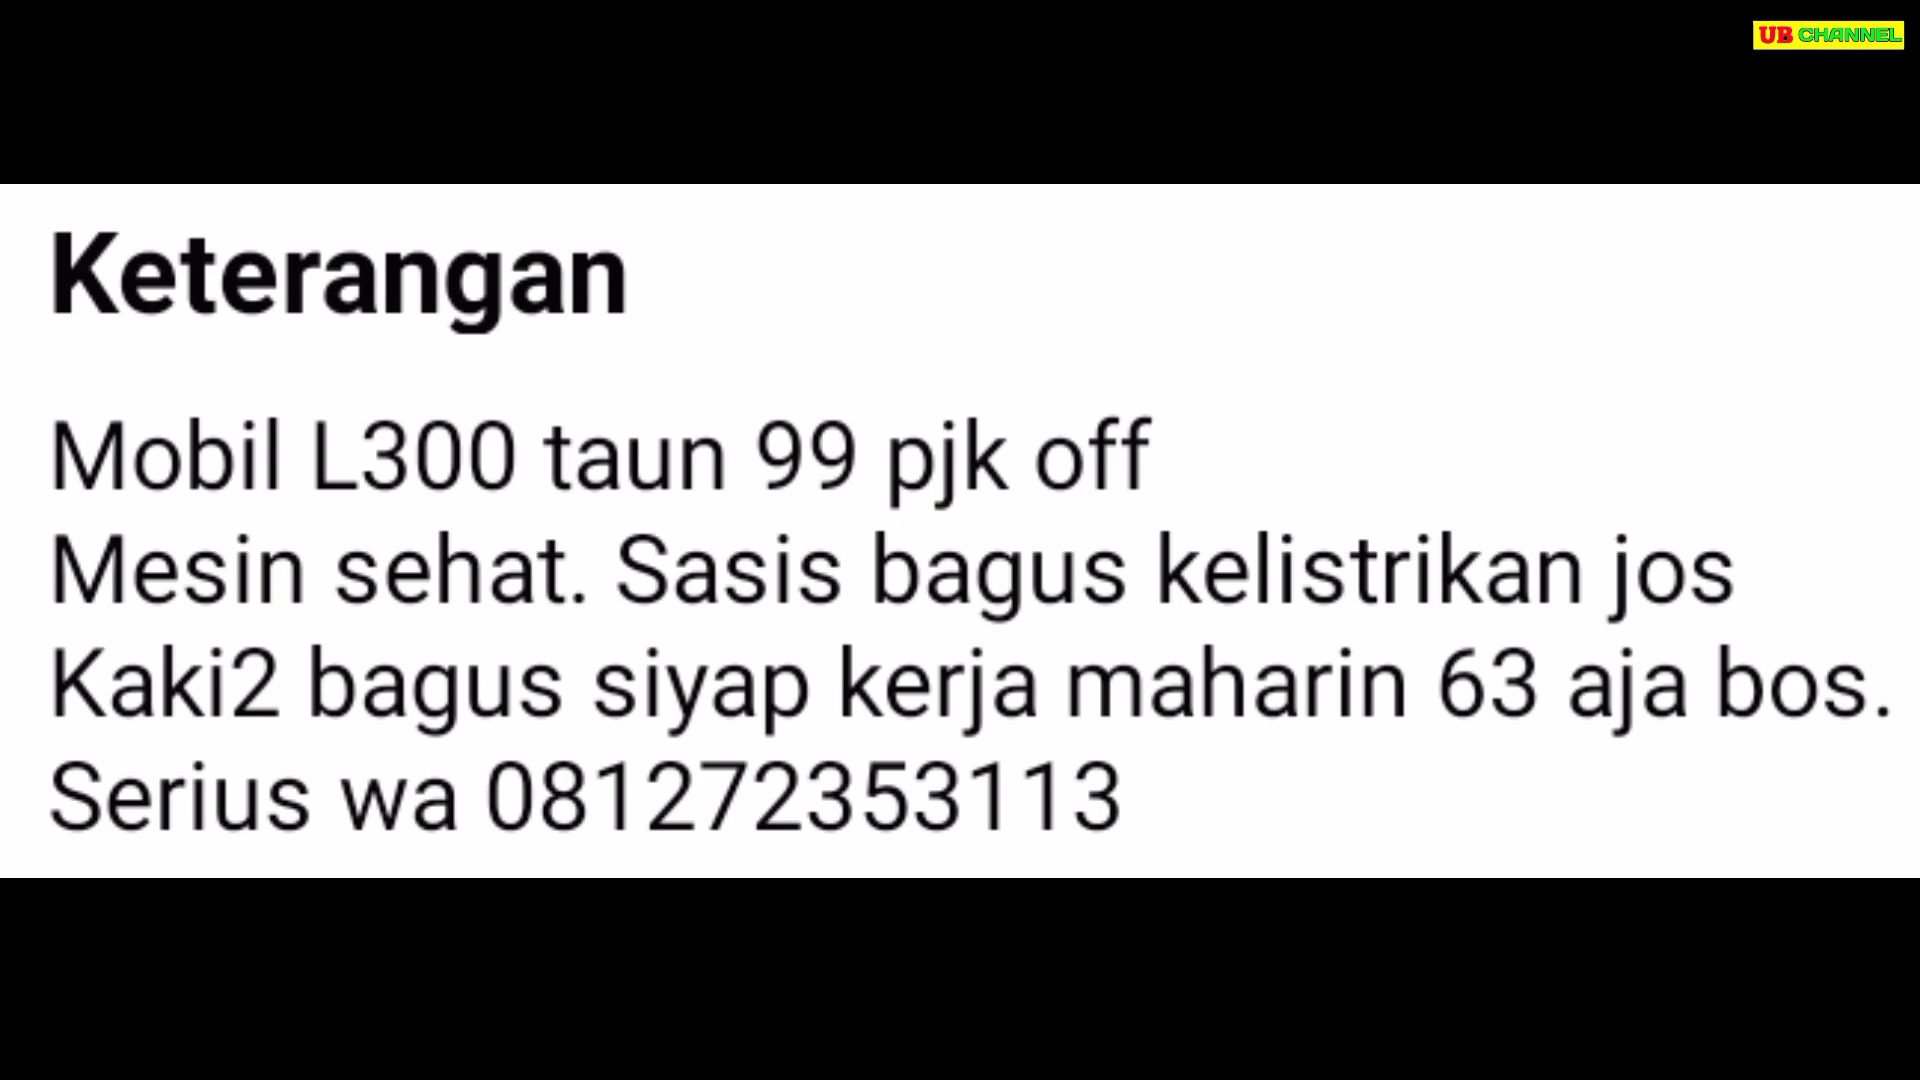 UB CHANNEL
Keterangan
Mobil L300 taun 99 pjk off
Mesin sehat. Sasis bagus kelistrikan jos
Kaki2 bagus siyap kerja maharin 63 aja bos.
Serius wa 081272353113